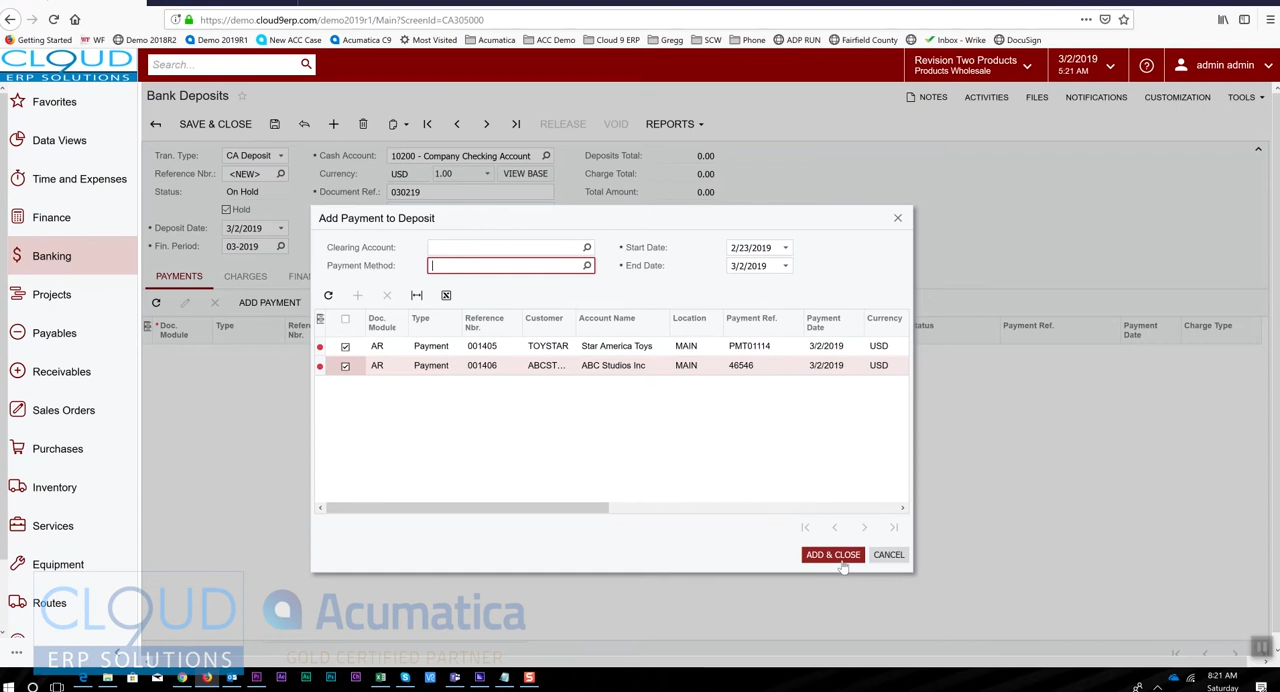 https://demo.cloud9erp.com/demo2019r1/Main?ScreenId=CA305000
Getting Started WF Demo 2018R2 Demo 2019R1 New ACC Case Acumatica C9 Most Visited Acumatica ACC Demo Cloud 9 ERP Gregg SCW Phone ADP RUN Fairfield County Inbox - Wrike DocuSign
CLOUD
ERP SOLUTIONS
Search...
Revision Two Products
Products Wholesale
3/2/2019
5:21 AM
admin admin
Favorites
Data Views
Time and Expenses
Finance
Banking
Projects
Payables
Receivables
Sales Orders
Purchases
Inventory
Services
Equipment
Routes
Bank Deposits
NOTES ACTIVITIES FILES NOTIFICATIONS CUSTOMIZATION TOOLS
SAVE & CLOSE RELEASE VOID REPORTS
Tran. Type: CA Deposit
Reference Nbr.: <NEW>
Status: On Hold
Hold
Deposit Date: 3/2/2019
Fin. Period: 03-2019
Cash Account: 10200 - Company Checking Account
Currency: USD 1.00 VIEW BASE
Document Ref.: 030219
Deposits Total: 0.00
Charge Total: 0.00
Total Amount: 0.00
PAYMENTS CHARGES FINAN
ADD PAYMENT
Doc. Module Type Refere Nbr.
tatus Payment Ref. Payment Date Charge Type
Add Payment to Deposit
Clearing Account: Start Date: 2/23/2019
Payment Method: End Date: 3/2/2019
Doc. Module Type Reference Nbr. Customer Account Name Location Payment Ref. Payment Date Currency
AR Payment 001405 TOYSTAR Star America Toys MAIN PMT01114 3/2/2019 USD
AR Payment 001406 ABCST... ABC Studios Inc MAIN 46546 3/2/2019 USD
ADD & CLOSE CANCEL
CLOUD
ERP SOLUTIONS
Acumatica
GOLD CERTIFIED PARTNER
8:21 AM
Saturday